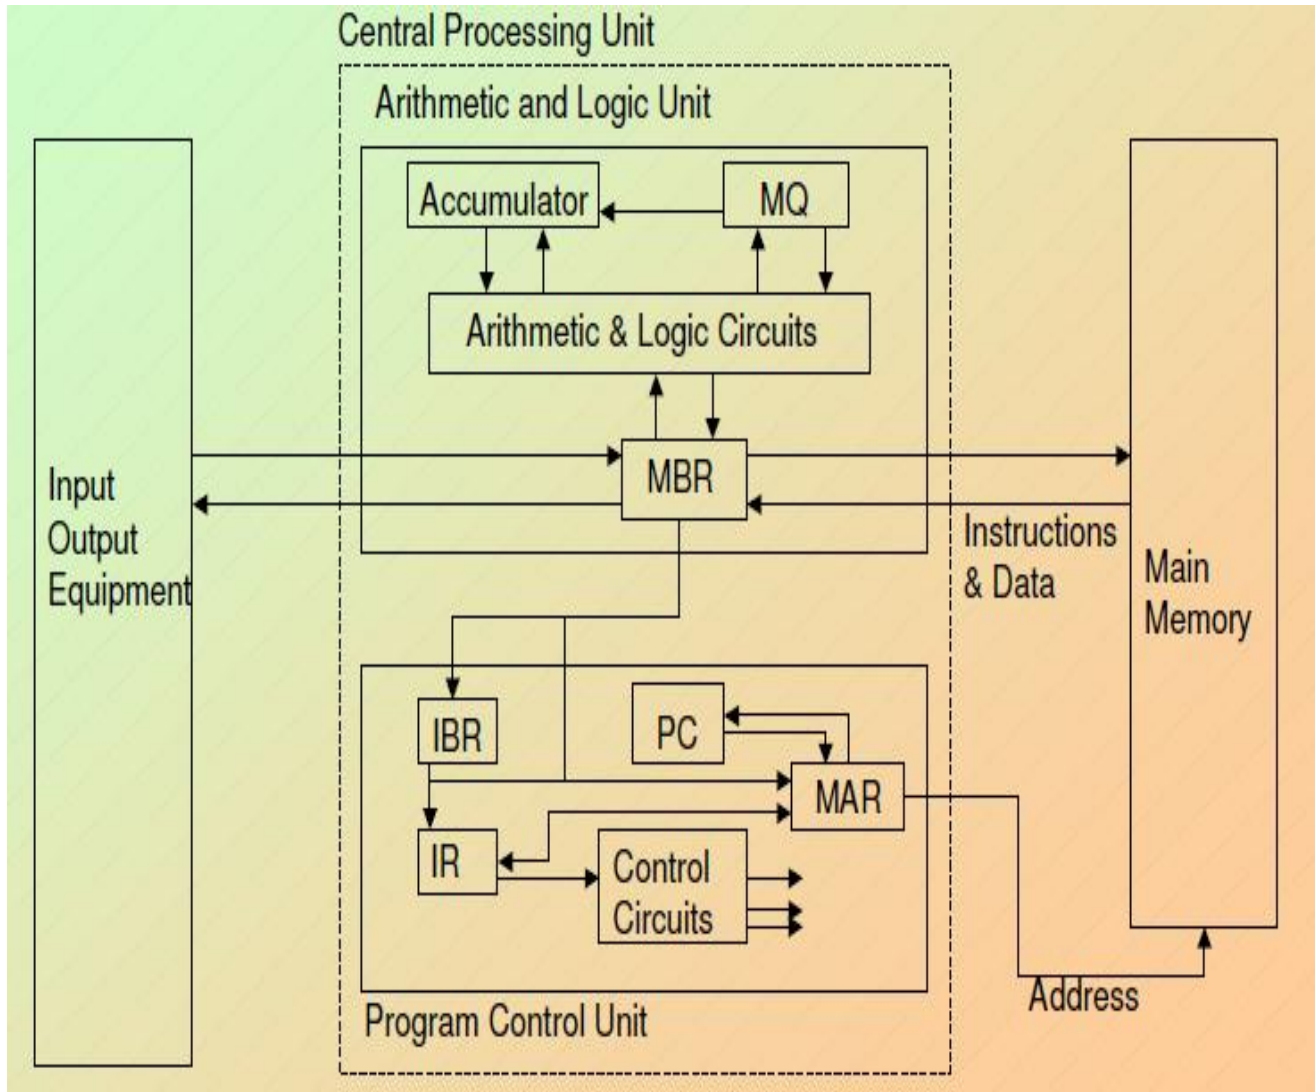 Central Processing Unit
Arithmetic and Logic Unit
Accumulator
MQ
Arithmetic & Logic Circuits
MBR
Input
Output
Equipment
Instructions
& Data
Main
Memory
IBR
PC
MAR
IR
Control
Circuits
Address
Program Control Unit